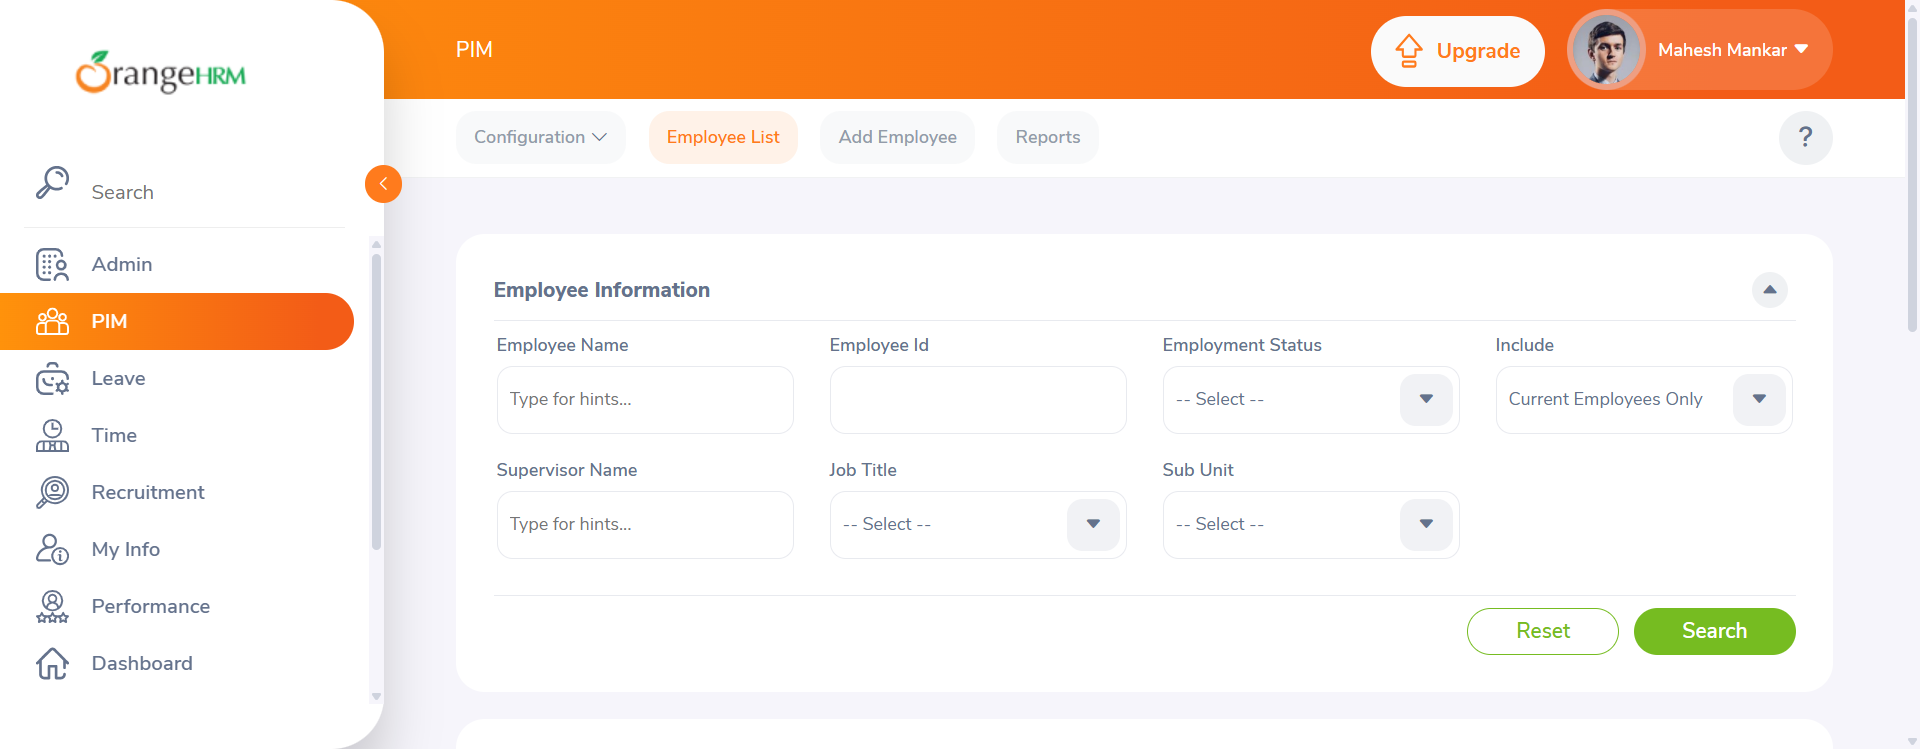 OrangeHRM
Search
Admin
PIM
Leave
Time
Recruitment
My Info
Performance
Dashboard
PIM
Upgrade
Mahesh Mankar
Configuration
Employee List
Add Employee
Reports
?
Employee Information
Employee Name
Employee Id
Employment Status
Include
Type for hints...
-- Select --
Current Employees Only
Supervisor Name
Job Title
Sub Unit
Type for hints...
-- Select --
-- Select --
Reset
Search